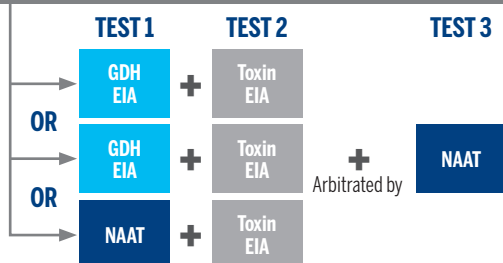 TEST 1 TEST 2 TEST 3
GDH
EIA
+
Toxin
EIA
OR
GDH
EIA
+
Toxin
EIA
+
Arbitrated by
NAAT
OR
NAAT
+
Toxin
EIA